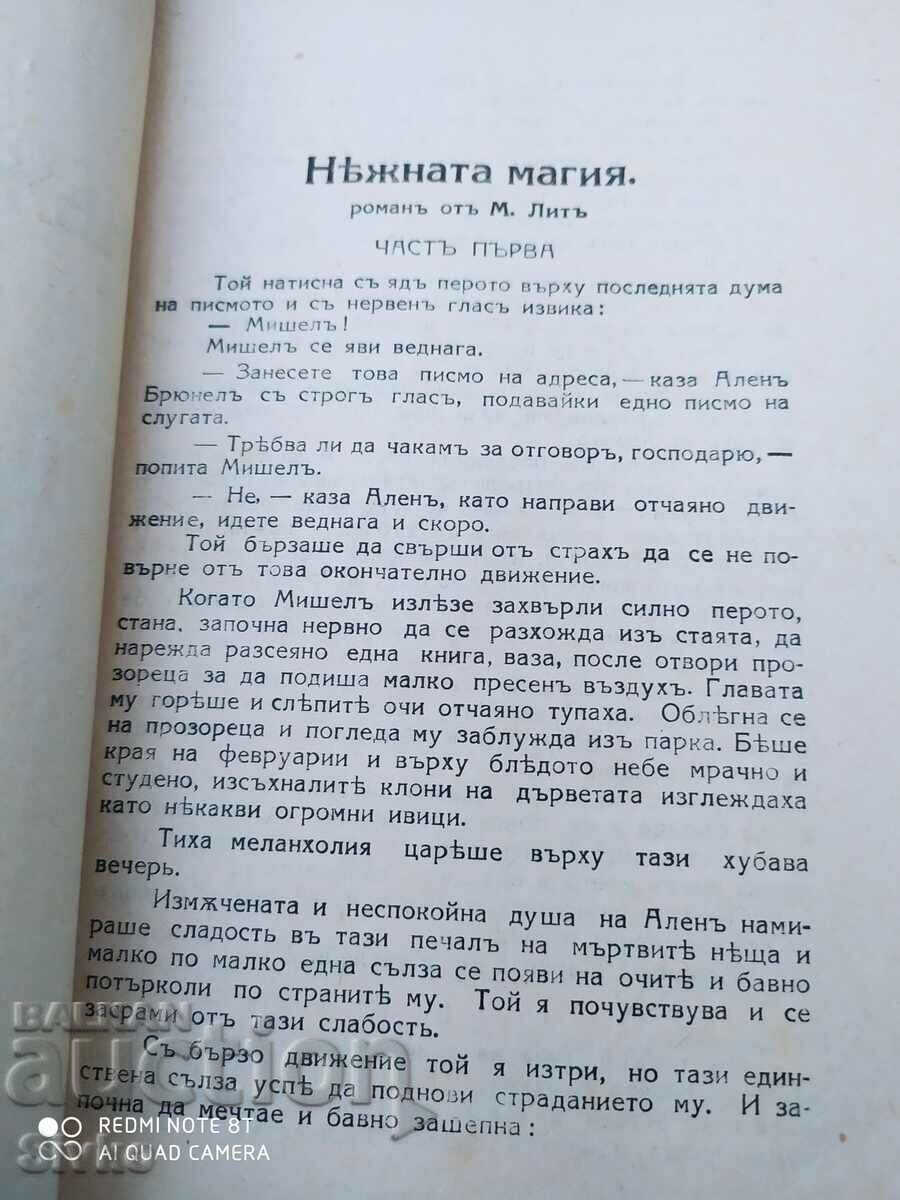 Нѣжната магия.
романъ отъ М. Литъ
ЧАСТЬ ПЪРВА
Той натисна съ ядъ перото върху последнята дума
на писмото и съ нервенъ гласъ извика:
— Мишелъ!
Мишелъ се яви веднага.
— Занесете това писмо на адреса, — каза Аленъ
Брюнелъ съ строгъ гласъ, подавайки едно писмо на
слугата.
— Трѣбва ли да чакамъ за отговоръ, господарю, —
попита Мишелъ.
— Не, — каза Аленъ, като направи отчаяно дви-
жение, идете веднага и скоро.
Той бързаше да свърши отъ страхъ да се не по-
върне отъ това окончателно движение.
Когато Мишелъ излѣзе захвърли силно перото,
стана, започна нервно да се разхожда изъ стаята, да
нарежда разсеяно една книга, ваза, после отвори про-
зореца за да подиша малко пресенъ въздухъ. Главата
му горѣше и слѣпитѣ очи отчаяно тупаха. Облѣгна се
на прозореца и погледа му заблужда изъ парка. Бѣше
края на февруарии и върху блѣдото небе мрачно и
студено, изсъхналитѣ клони на дърветата изглеждаха
като нѣкакви огромни ивици.
Тиха меланхолия царѣше върху тази хубава
вечерь.
Измѫчената и неспокойна душа на Аленъ нами-
раше сладость въ тази печалъ на мъртвитѣ нѣща и
малко по малко една сълза се появи на очитѣ и бавно
потърколи по странитѣ му. Той я почувствува и се
засрами отъ тази слабость.
Съ бързо движение той я изтри, но тази един-
ствена сълза успѣ да поднови страданието му. И за-
почна да мечтае и бавно зашепна:
BALKAN
auction
REDMI NOTE 8T
AI QUAD CAMERA